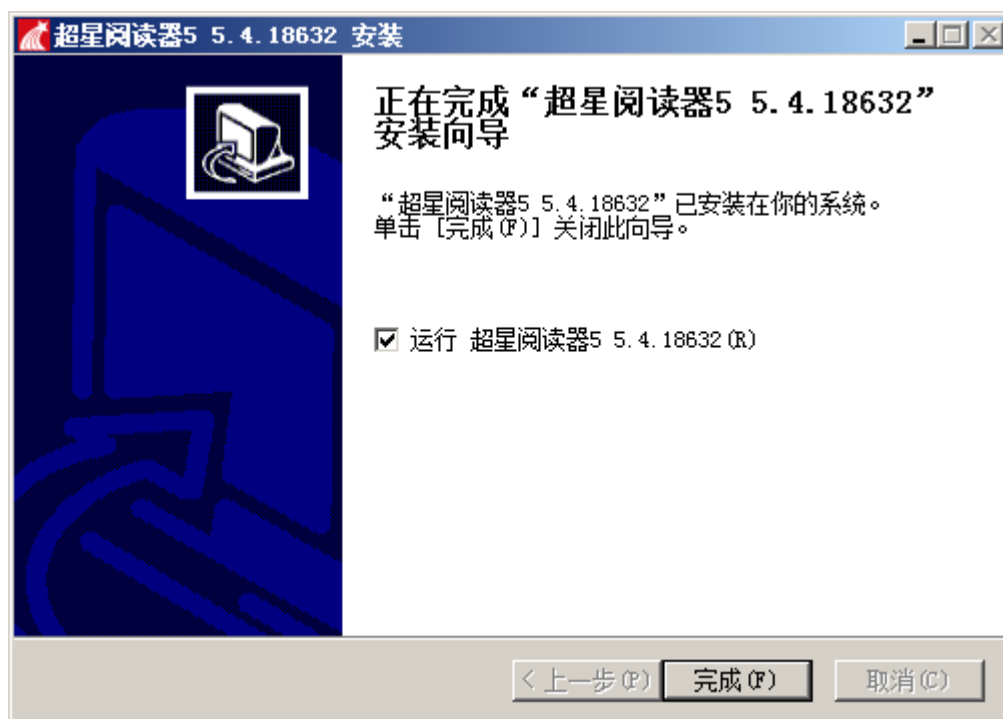 超星阅读器5 5.4.18632 安装
正在完成“超星阅读器5 5.4.18632”
安装向导
“超星阅读器5 5.4.18632”已安装在你的系统。
单击 [完成(F)] 关闭此向导。
运行 超星阅读器5 5.4.18632(R)
< 上一步(P)
完成(F)
取消(C)